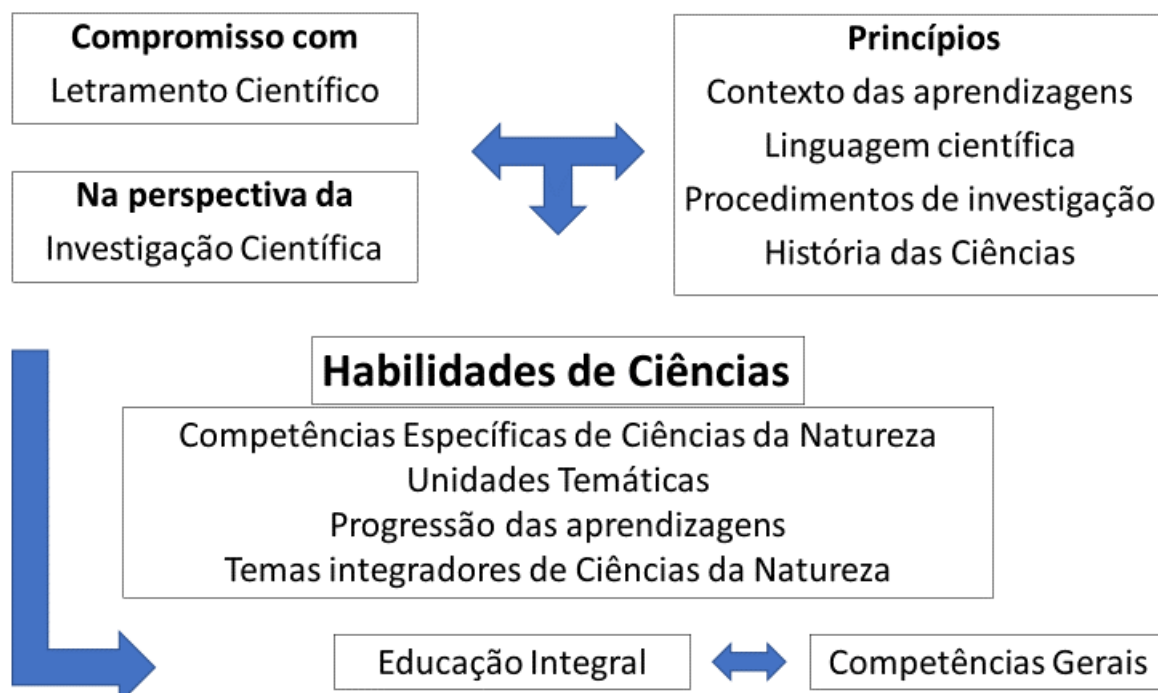 Compromisso com
Letramento Científico
Na perspectiva da
Investigação Científica
Princípios
Contexto das aprendizagens
Linguagem científica
Procedimentos de investigação
História das Ciências
Habilidades de Ciências
Competências Específicas de Ciências da Natureza
Unidades Temáticas
Progressão das aprendizagens
Temas integradores de Ciências da Natureza
Educação Integral
Competências Gerais